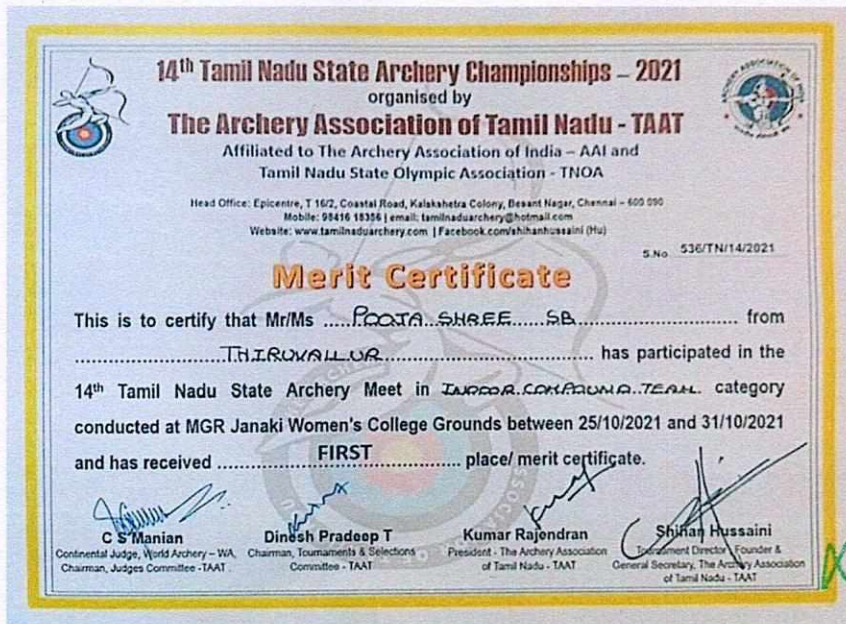 14th Tamil Nadu State Archery Championships – 2021
organised by
The Archery Association of Tamil Nadu - TAAT
Affiliated to The Archery Association of India – AAI and
Tamil Nadu State Olympic Association - TNOA
Head Office: Epicentre, T 16/2, Coastal Road, Kalakshetra Colony, Besant Nagar, Chennai – 600 090
Mobile: 98416 18356 | email: tamilnaduarchery@hotmail.com
Website: www.tamilnaduarchery.com | Facebook.com/shihanhussaini (Hu)
S.No. 536/TN/14/2021
Merit Certificate
This is to certify that Mr/Ms .....POOJA SHREE SB.......... from
..........THIRUVALLUR.......... has participated in the
14th Tamil Nadu State Archery Meet in INDOOR COMPOUND TEAM category
conducted at MGR Janaki Women's College Grounds between 25/10/2021 and 31/10/2021
and has received ..........FIRST.......... place/ merit certificate.
C S Manian
Continental Judge, World Archery – WA,
Chairman, Judges Committee -TAAT
Dinesh Pradeep T
Chairman, Tournaments & Selections
Committee - TAAT
Kumar Rajendran
President - The Archery Association
of Tamil Nadu - TAAT
Shihan Hussaini
Tournament Director, Founder &
General Secretary, The Archery Association
of Tamil Nadu - TAAT